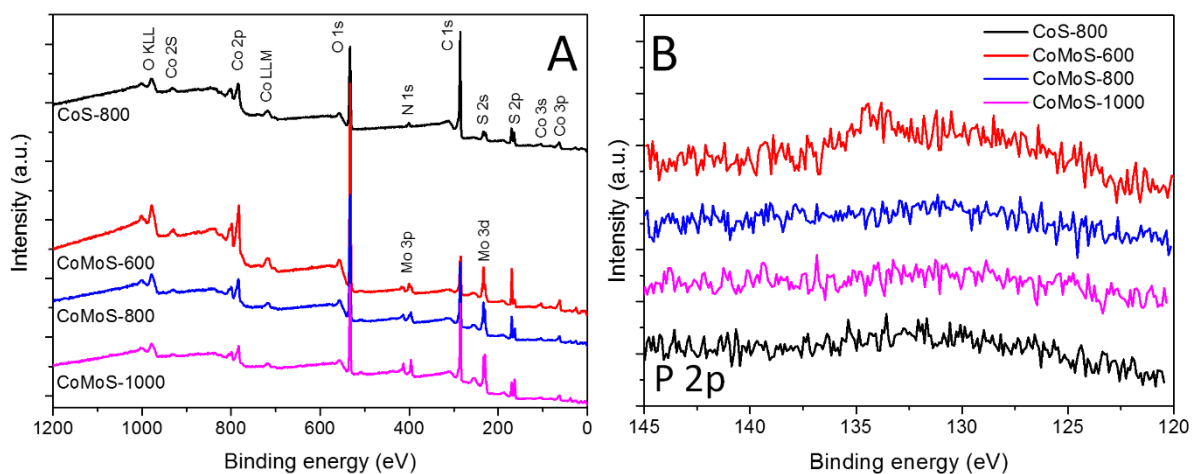 A
O KLL
Co 2S
Co 2p
Co LLM
O 1s
N 1s
C 1s
S 2s
S 2p
Co 3s
Co 3p
CoS-800
Mo 3p
Mo 3d
CoMoS-600
CoMoS-800
CoMoS-1000
Intensity (a.u.)
1200 1000 800 600 400 200 0
Binding energy (eV)
B
CoS-800
CoMoS-600
CoMoS-800
CoMoS-1000
P 2p
Intensity (a.u.)
145 140 135 130 125 120
Binding energy (eV)